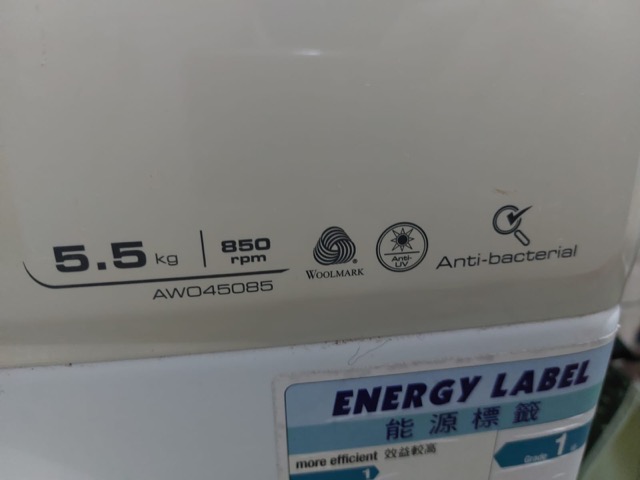 5.5 kg
850
rpm
AWO45085
WOOLMARK
Anti-
UV
Anti-bacterial
ENERGY LABEL
能源標籤
more efficient 效益較高
1
Grade 1